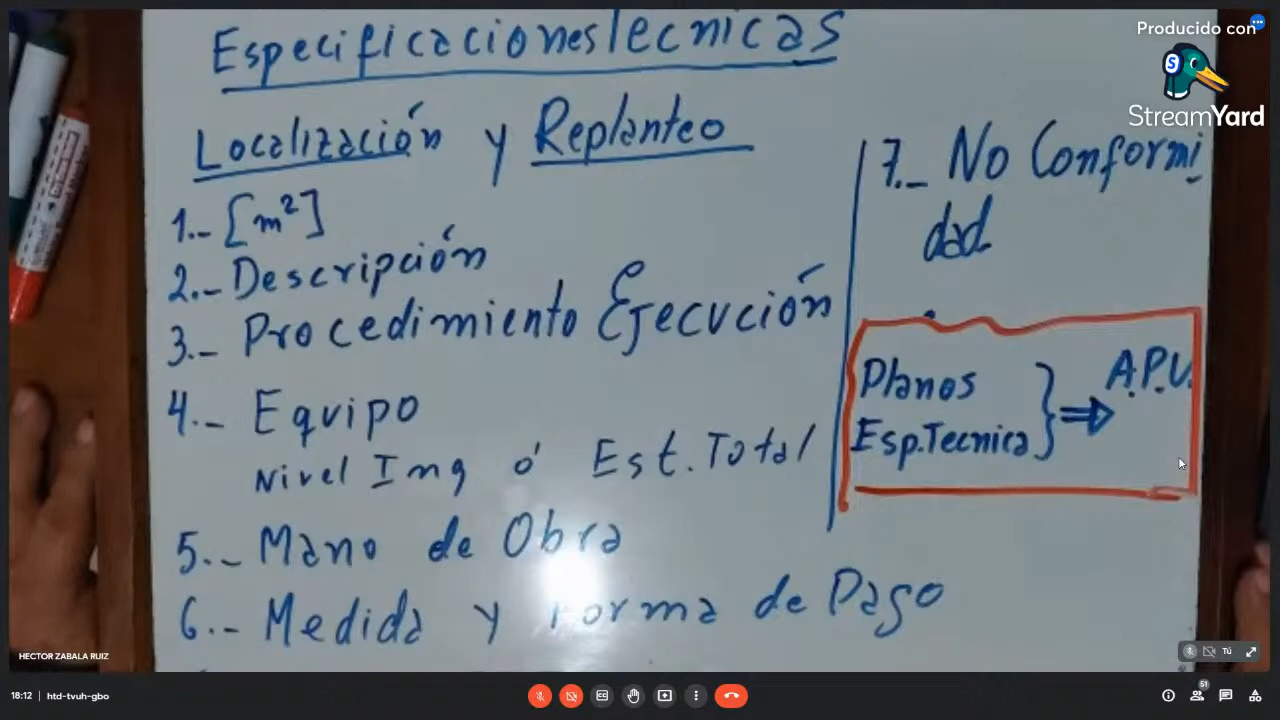 Producido con
StreamYard
Especificaciones Tecnicas
Localización y Replanteo
1.- [m²]
2.- Descripción
3.- Procedimiento Ejecución
4.- Equipo
Nivel Ing ó Est. Total
5.- Mano de Obra
6.- Medida y Forma de Pago
7.- No Conformi
dad
Planos
Esp. Tecnica
A.P.U.
HECTOR ZABALA RUIZ
Tú
18:12 | htd-tvuh-gbo
51